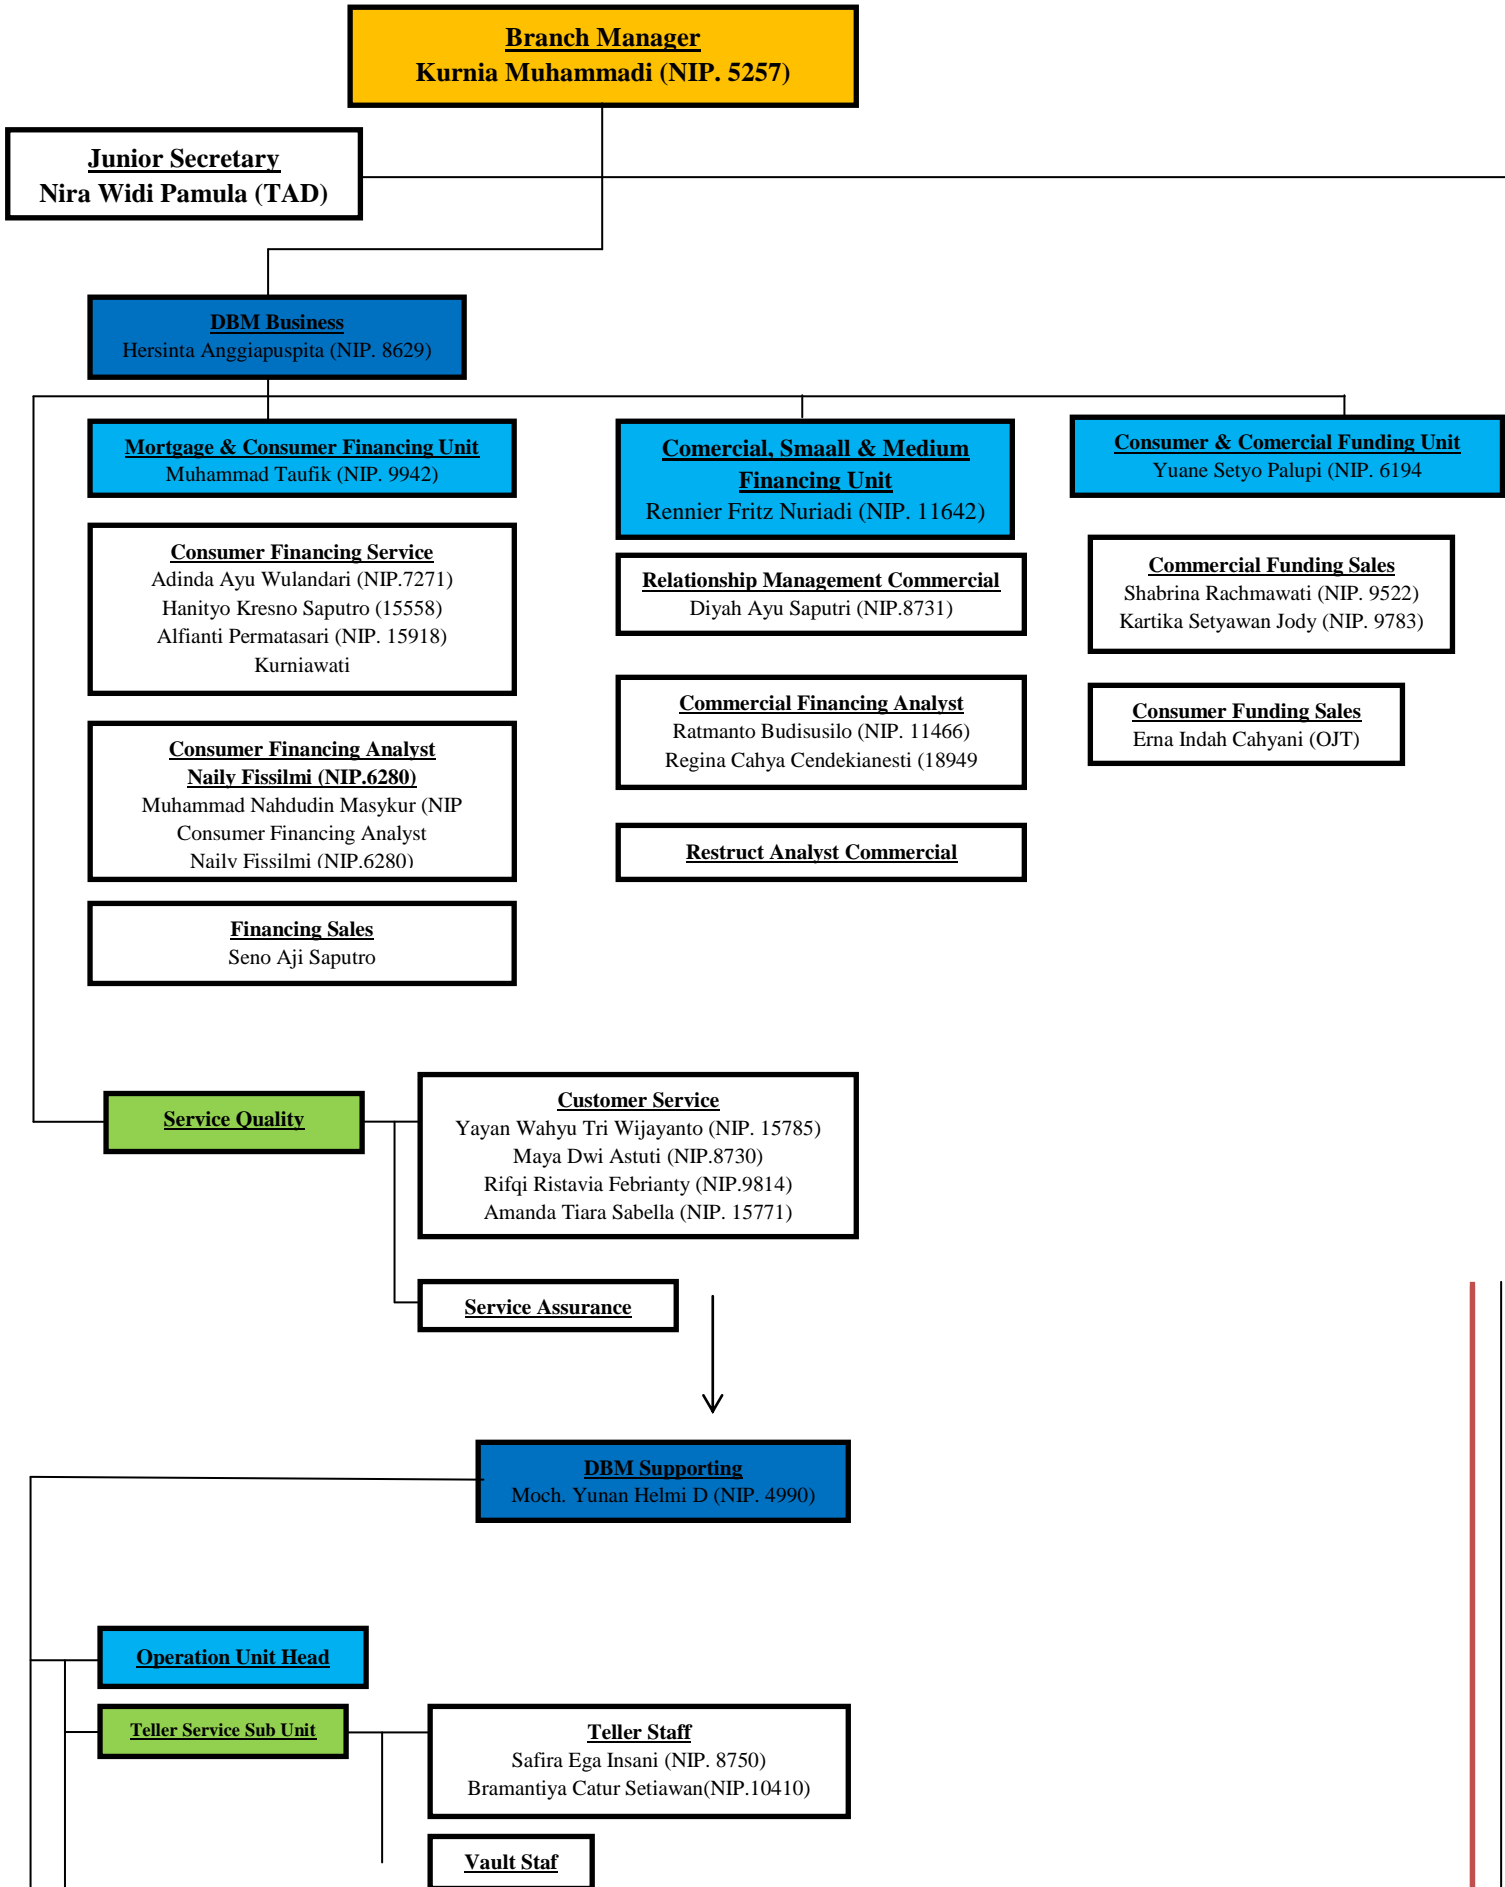 Branch Manager
Kurnia Muhammadi (NIP. 5257)
Junior Secretary
Nira Widi Pamula (TAD)
DBM Business
Hersinta Anggiapuspita (NIP. 8629)
Mortgage & Consumer Financing Unit
Muhammad Taufik (NIP. 9942)
Comercial, Smaall & Medium
Financing Unit
Rennier Fritz Nuriadi (NIP. 11642)
Consumer & Comercial Funding Unit
Yuane Setyo Palupi (NIP. 6194
Consumer Financing Service
Adinda Ayu Wulandari (NIP.7271)
Hanityo Kresno Saputro (15558)
Alfianti Permatasari (NIP. 15918)
Kurniawati
Relationship Management Commercial
Diyah Ayu Saputri (NIP.8731)
Commercial Funding Sales
Shabrina Rachmawati (NIP. 9522)
Kartika Setyawan Jody (NIP. 9783)
Consumer Financing Analyst
Naily Fissilmi (NIP.6280)
Muhammad Nahdudin Masykur (NIP
Consumer Financing Analyst
Naily Fissilmi (NIP.6280)
Commercial Financing Analyst
Ratmanto Budisusilo (NIP. 11466)
Regina Cahya Cendekianesti (18949
Consumer Funding Sales
Erna Indah Cahyani (OJT)
Restruct Analyst Commercial
Financing Sales
Seno Aji Saputro
Service Quality
Customer Service
Yayan Wahyu Tri Wijayanto (NIP. 15785)
Maya Dwi Astuti (NIP.8730)
Rifqi Ristavia Febrianty (NIP.9814)
Amanda Tiara Sabella (NIP. 15771)
Service Assurance
DBM Supporting
Moch. Yunan Helmi D (NIP. 4990)
Operation Unit Head
Teller Service Sub Unit
Teller Staff
Safira Ega Insani (NIP. 8750)
Bramantiya Catur Setiawan(NIP.10410)
Vault Staf